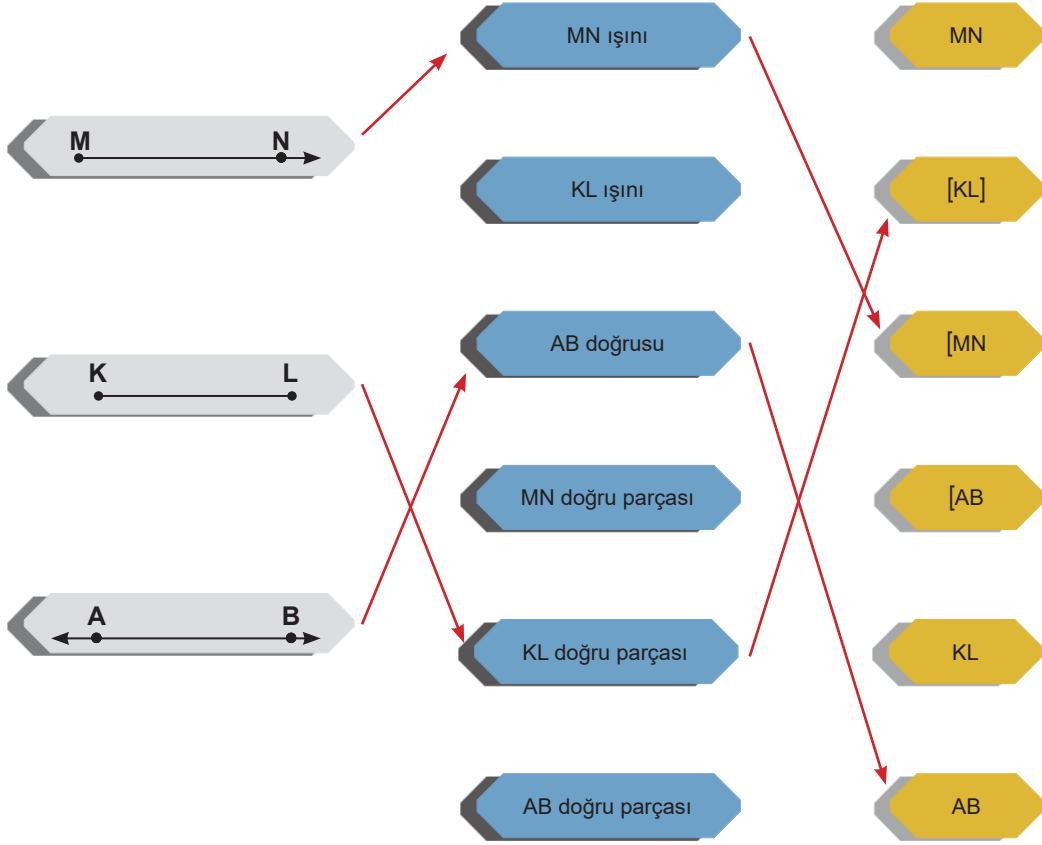 M N
K L
A B
MN ışını
KL ışını
AB doğrusu
MN doğru parçası
KL doğru parçası
AB doğru parçası
MN
[KL]
[MN
[AB
KL
AB